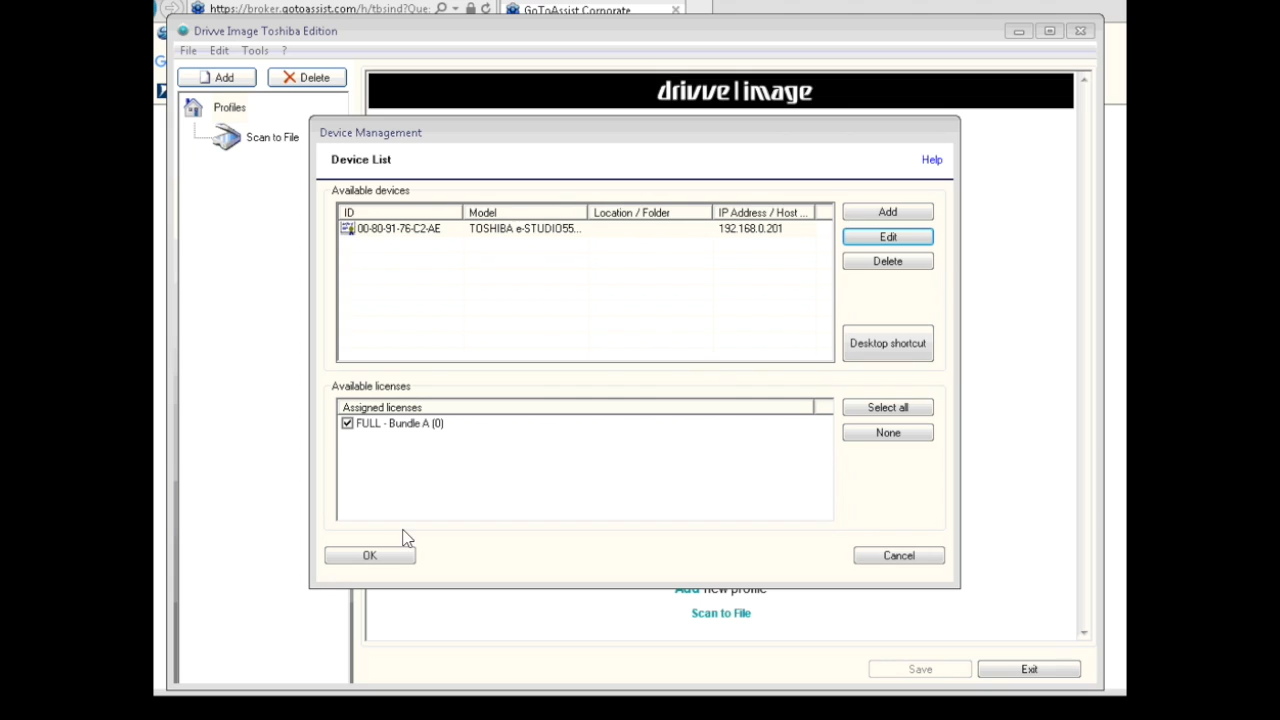 https://broker.gotoassist.com/h/tbsind?Que:
GoToAssist Corporate
Drivve Image Toshiba Edition
File Edit Tools ?
Add Delete
drivve|image
Profiles
Scan to File
Device Management
Device List
Help
Available devices
ID Model Location / Folder IP Address / Host ...
00-80-91-76-C2-AE TOSHIBA e-STUDIO55... 192.168.0.201
Add
Edit
Delete
Desktop shortcut
Available licenses
Assigned licenses
FULL - Bundle A (0)
Select all
None
OK Cancel
Add new profile
Scan to File
Save Exit